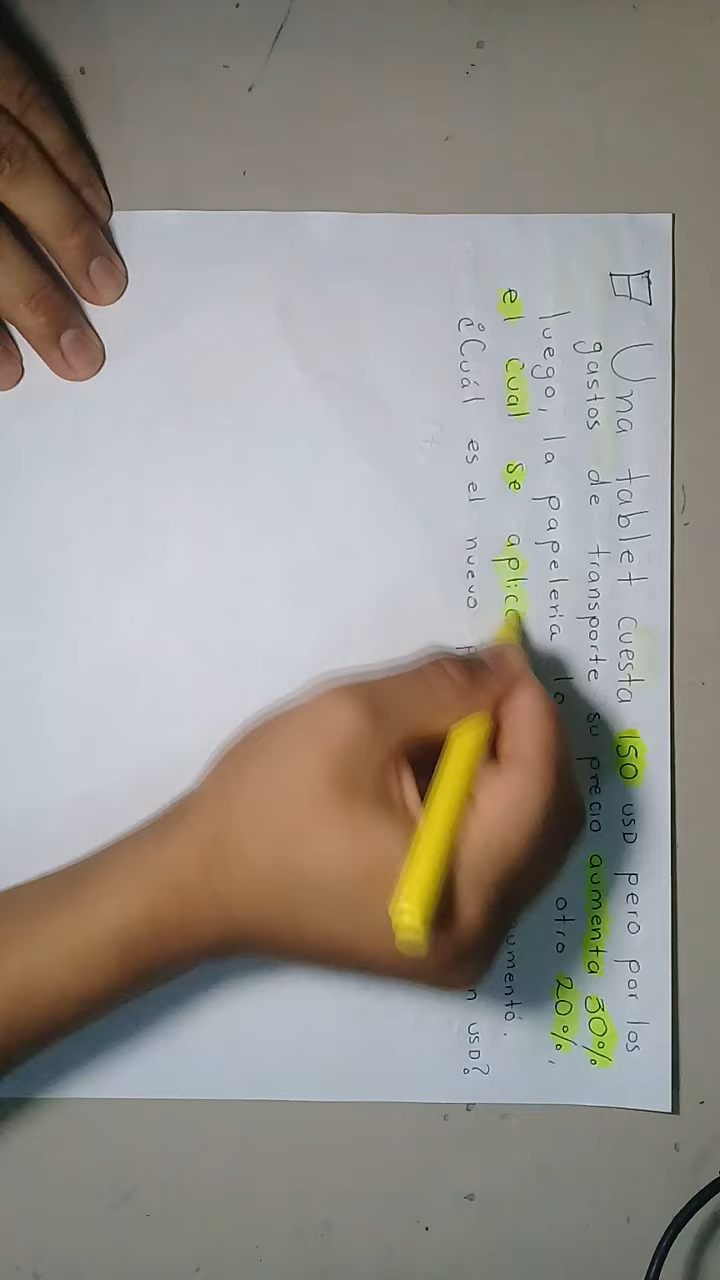 Una tablet cuesta 150 USD pero por los
gastos de transporte su precio aumenta 30%
luego, la papelería otro 20%,
el cual se aplica
¿Cuál es el nuevo USD?